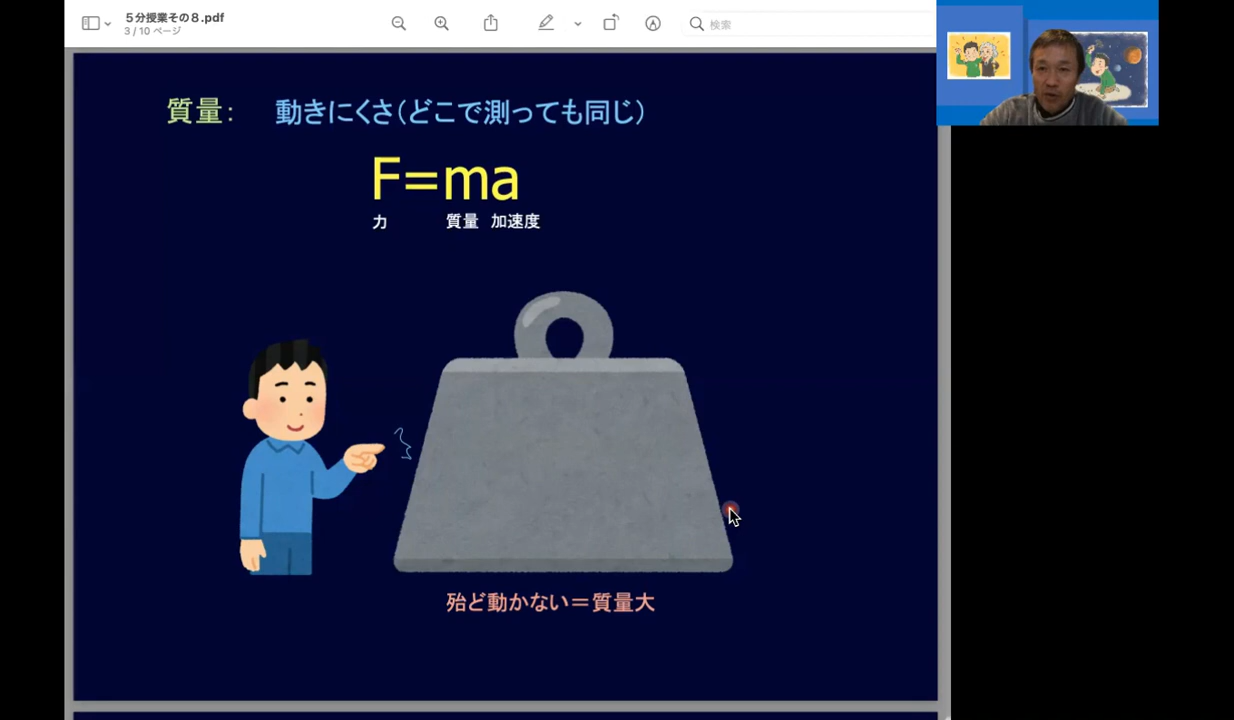 5分授業その8.pdf
3 / 10 ページ
検索
質量: 動きにくさ(どこで測っても同じ)
F=ma
力 質量 加速度
殆ど動かない=質量大